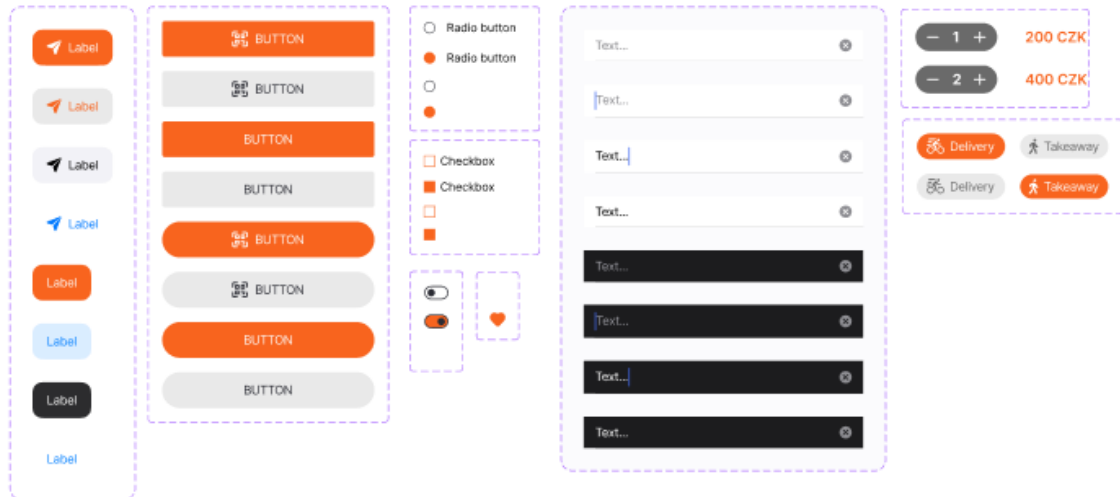 Label
Label
Label
Label
Label
Label
Label
Label
BUTTON
BUTTON
BUTTON
BUTTON
BUTTON
BUTTON
BUTTON
BUTTON
Radio button
Radio button
Checkbox
Checkbox
Text...
Text...
Text...
Text...
Text...
Text...
Text...
Text...
1 200 CZK
2 400 CZK
Delivery Takeaway
Delivery Takeaway